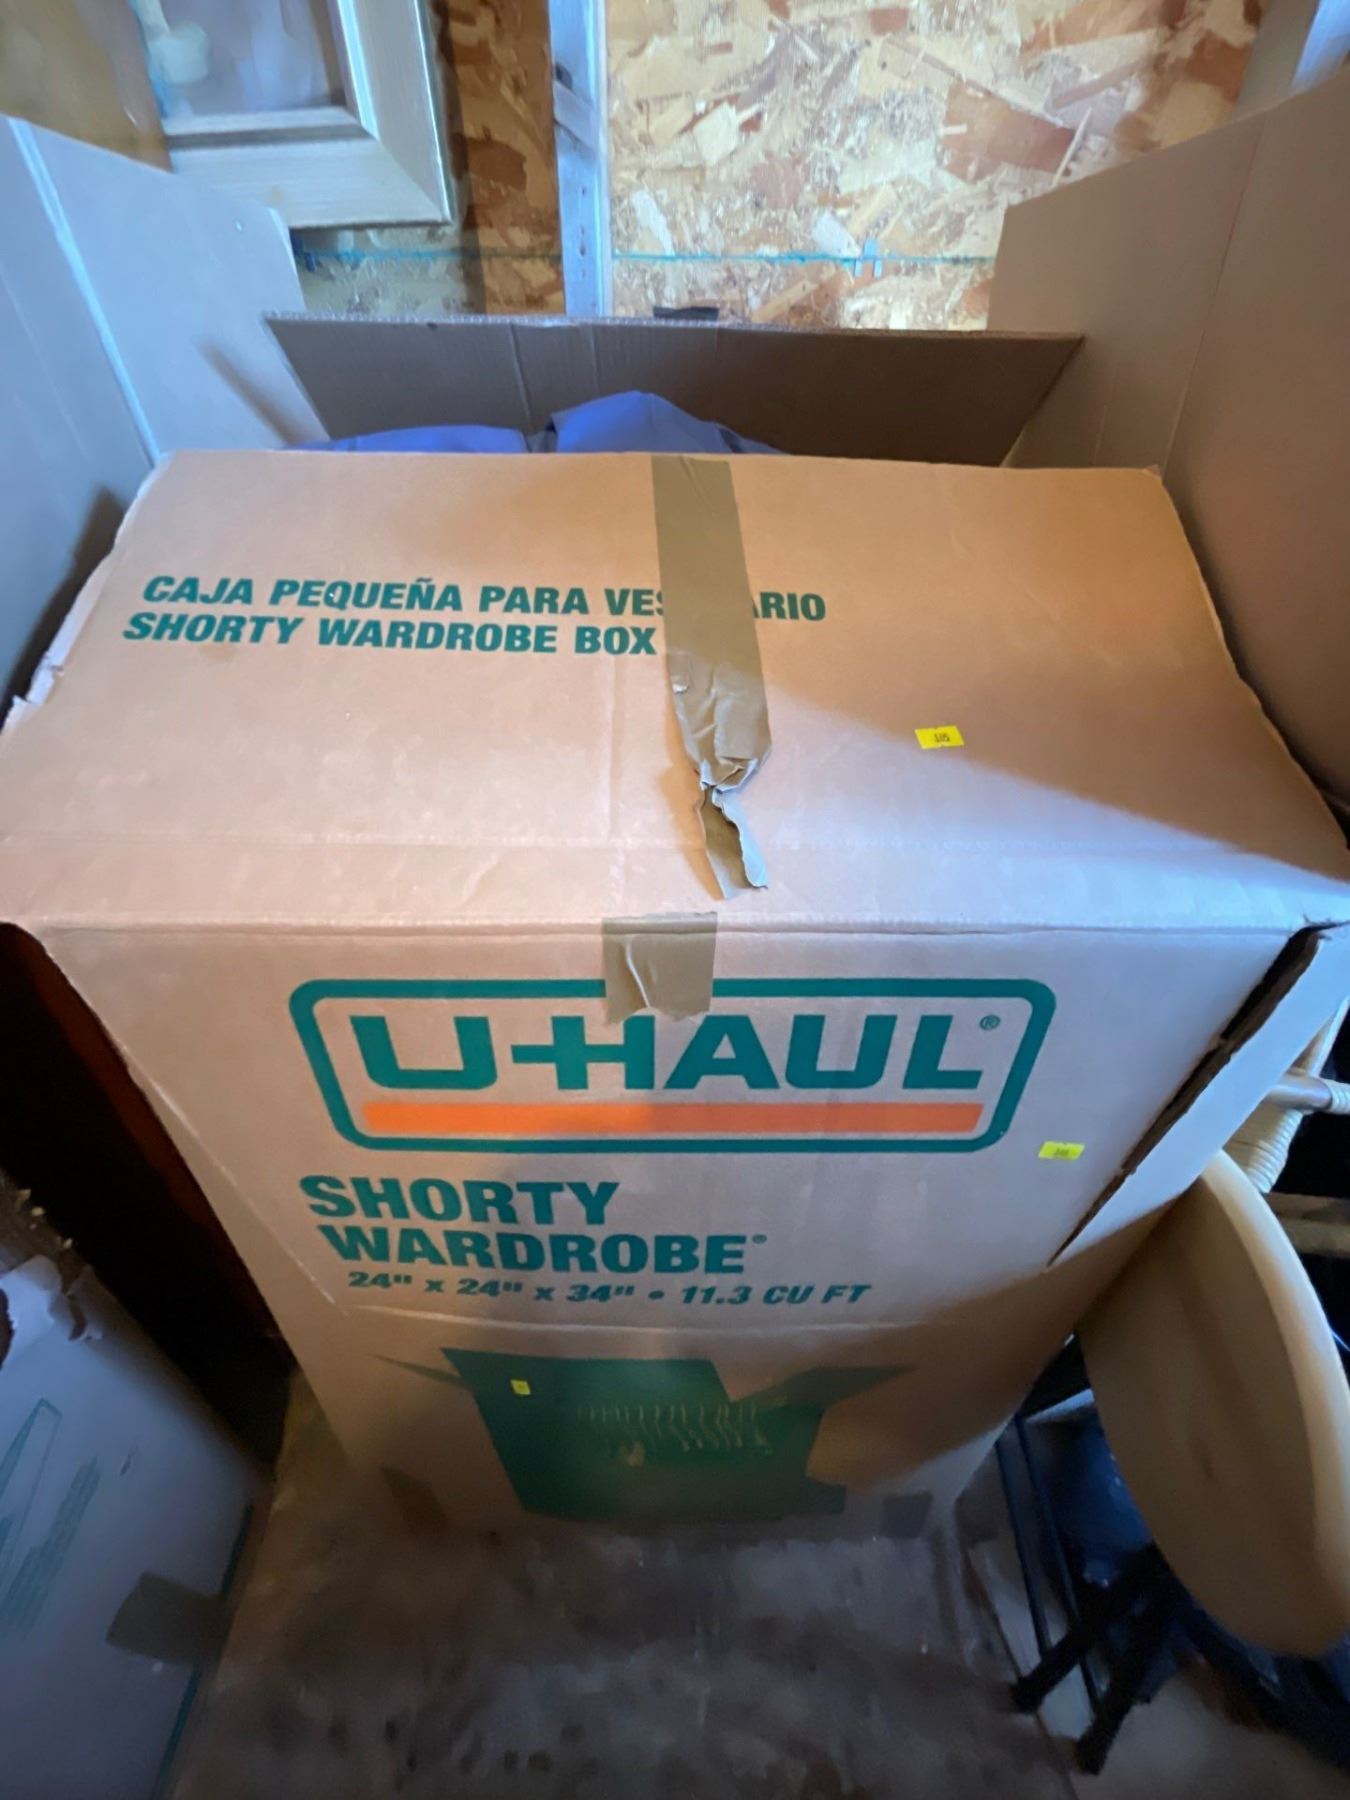 CAJA PEQUEÑA PARA
SHORTY WARDROBE BOX
U-HAUL®
SHORTY
WARDROBE®
24" x 24" x 34" • 11.3 CU FT